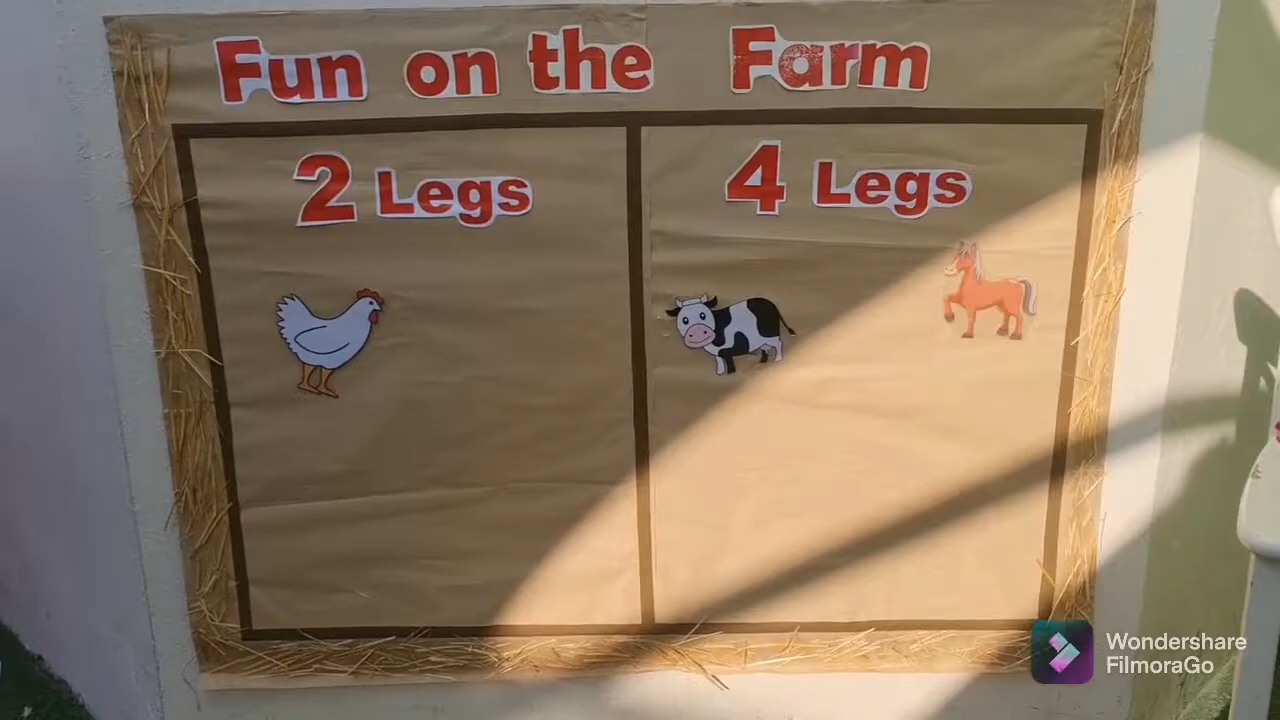 Fun on the Farm
2 Legs
4 Legs
Wondershare
FilmoraGo